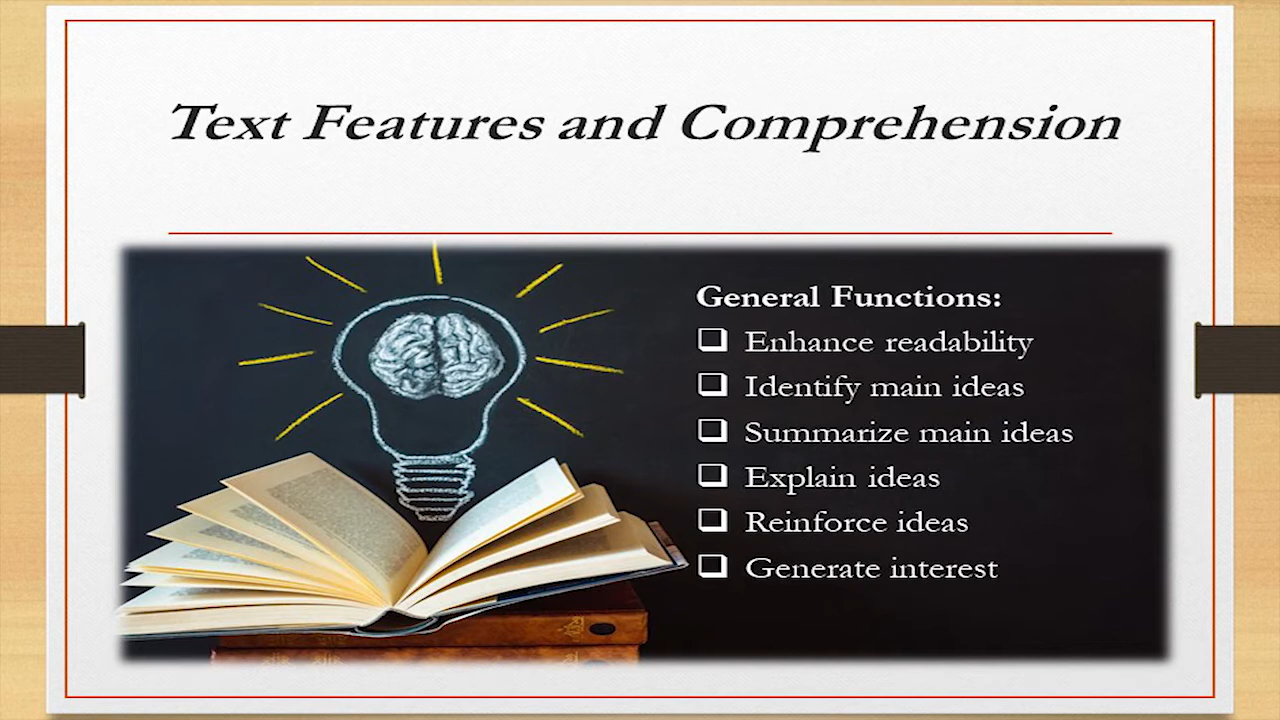 Text Features and Comprehension
General Functions:
❑ Enhance readability
❑ Identify main ideas
❑ Summarize main ideas
❑ Explain ideas
❑ Reinforce ideas
❑ Generate interest